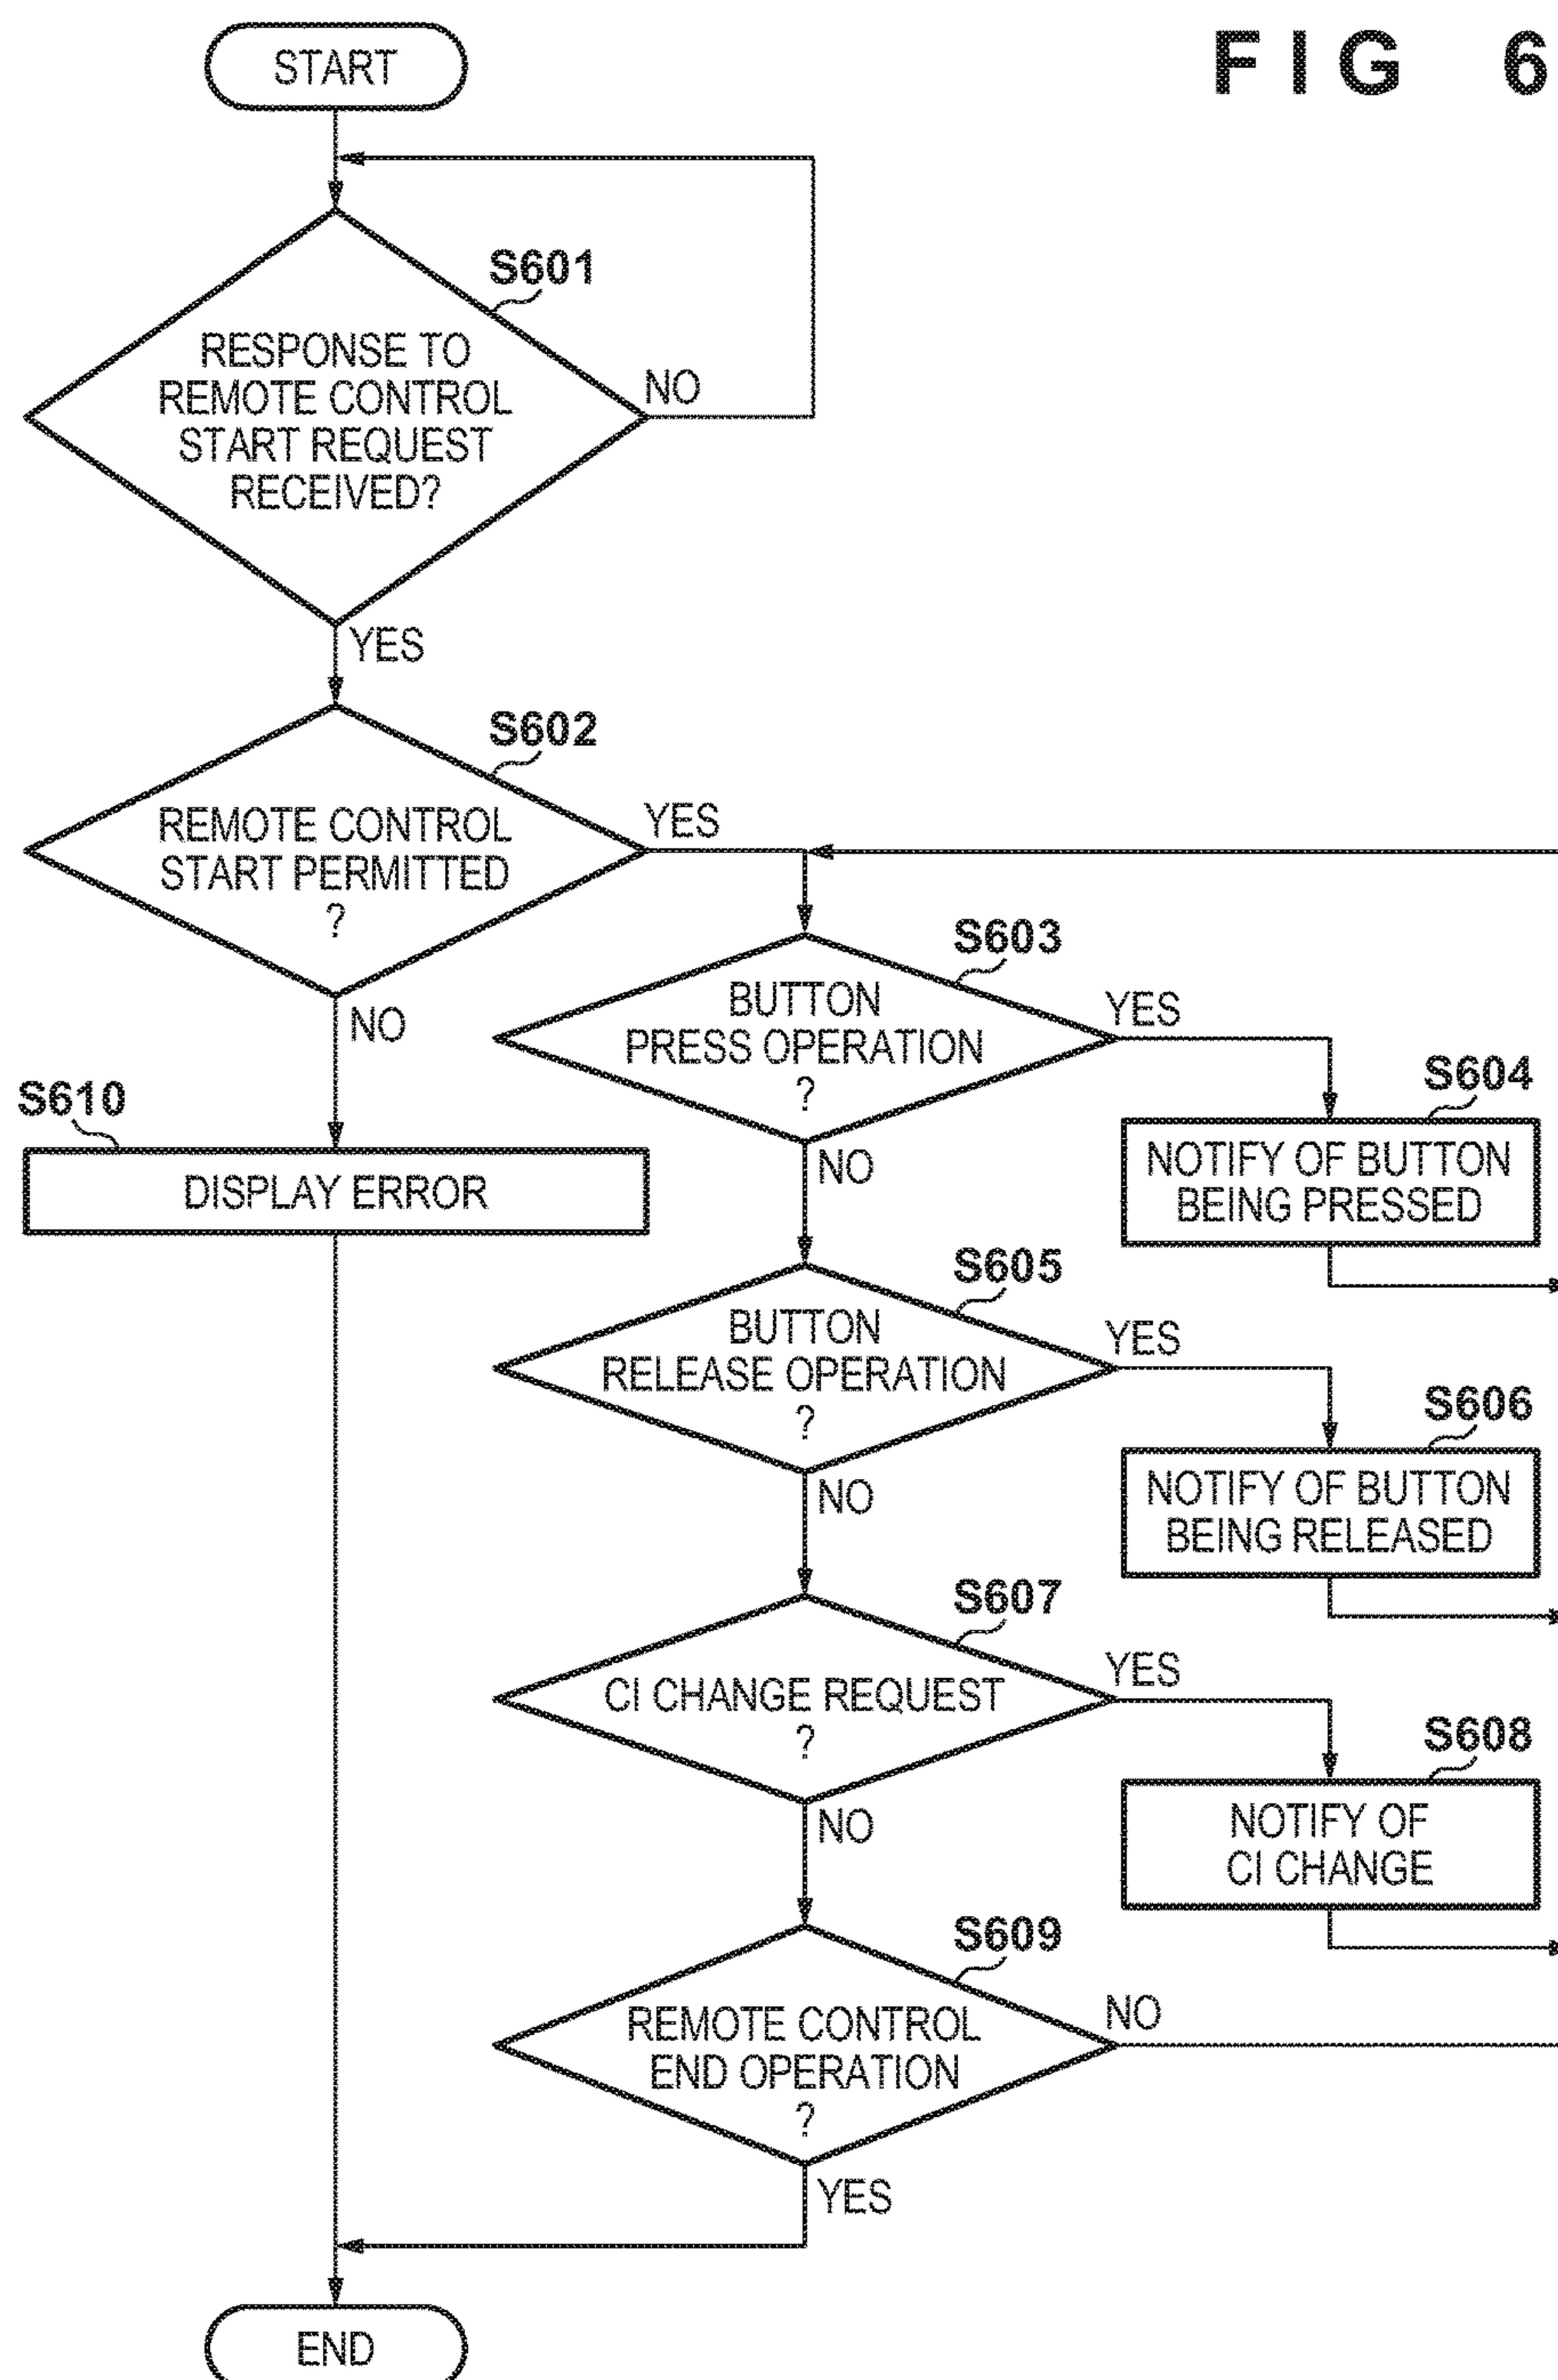 FIG 6
START
S601
RESPONSE TO
REMOTE CONTROL
START REQUEST
RECEIVED?
NO
YES
S602
REMOTE CONTROL
START PERMITTED
?
YES
NO
S610
DISPLAY ERROR
S603
BUTTON
PRESS OPERATION
?
YES
NO
S604
NOTIFY OF BUTTON
BEING PRESSED
S605
BUTTON
RELEASE OPERATION
?
YES
NO
S606
NOTIFY OF BUTTON
BEING RELEASED
S607
CI CHANGE REQUEST
?
YES
NO
S608
NOTIFY OF
CI CHANGE
S609
REMOTE CONTROL
END OPERATION
?
NO
YES
END